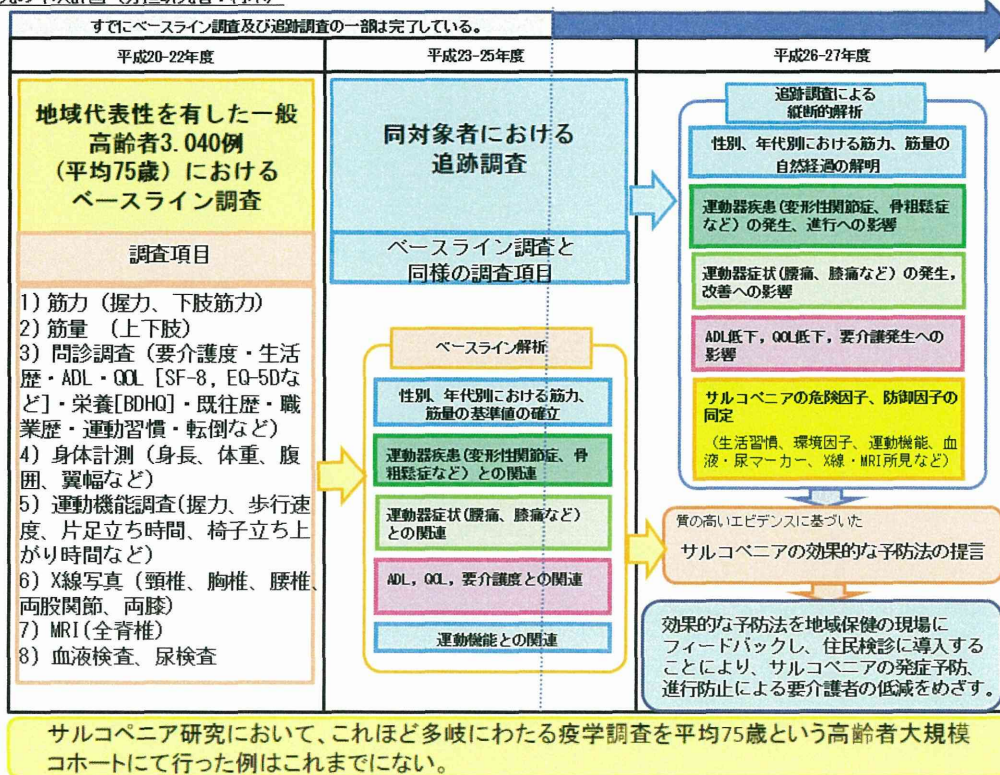 すでにベースライン調査及び追跡調査の一部は完了している。
平成20-22年度
平成23-25年度
平成26-27年度
地域代表性を有した一般
高齢者3.040例
(平均75歳)における
ベースライン調査
調査項目
1) 筋力 (握力、下肢筋力)
2) 筋量 (上下肢)
3) 問診調査 (要介護度・生活
歴・ADL・QOL [SF-8, EQ-5Dな
ど]・栄養[BDHQ]・既往歴・職
業歴・運動習慣・転倒など)
4) 身体計測 (身長、体重、腹
囲、翼幅など)
5) 運動機能調査(握力、歩行速
度、片足立ち時間、椅子立ち上
がり時間など)
6) X線写真 (頸椎、胸椎、腰椎、
両股関節、両膝)
7) MRI(全脊椎)
8) 血液検査、尿検査
同対象者における
追跡調査
ベースライン調査と
同様の調査項目
ベースライン解析
性別、年代別における筋力、
筋量の基準値の確立
運動器疾患(変形性関節症、骨
粗鬆症など) との関連
運動器症状(腰痛、膝痛など)
との関連
ADL, QOL, 要介護度との関連
運動機能との関連
追跡調査による
縦断的解析
性別、年代別における筋力、筋量の
自然経過の解明
運動器疾患(変形性関節症、骨粗鬆症
など) の発生、進行への影響
運動器症状(腰痛、膝痛など) の発生,
改善への影響
ADL低下, QOL低下, 要介護発生への
影響
サルコペニアの危険因子、防御因子の
同定
(生活習慣、環境因子、運動機能、血
液・尿マーカー、X線・MRI所見など)
質の高いエビデンスに基づいた
サルコペニアの効果的な予防法の提言
効果的な予防法を地域保健の現場に
フィードバックし、住民検診に導入する
ことにより、サルコペニアの発症予防、
進行防止による要介護者の低減をめざす。
サルコペニア研究において、これほど多岐にわたる疫学調査を平均75歳という高齢者大規模
コホートにて行った例はこれまでにない。